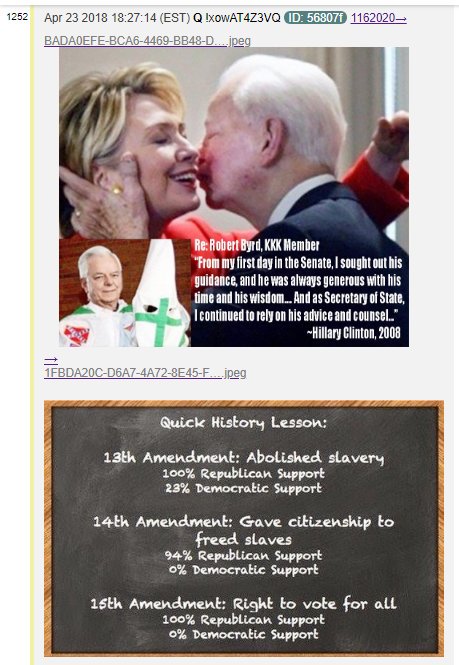 1252 Apr 23 2018 18:27:14 (EST) Q !xowAT4Z3VQ ID: 56807f 1162020→
BADA0EFE-BCA6-4469-BB48-D….jpeg
Re: Robert Byrd, KKK Member
"From my first day in the Senate, I sought out his
guidance, and he was always generous with his
time and his wisdom... And as Secretary of State,
I continued to rely on his advice and counsel..."
~Hillary Clinton, 2008
→
1FBDA20C-D6A7-4A72-8E45-F….jpeg
Quick History Lesson:
13th Amendment: Abolished slavery
100% Republican Support
23% Democratic Support
14th Amendment: Gave citizenship to
freed slaves
94% Republican Support
0% Democratic Support
15th Amendment: Right to vote for all
100% Republican Support
0% Democratic Support